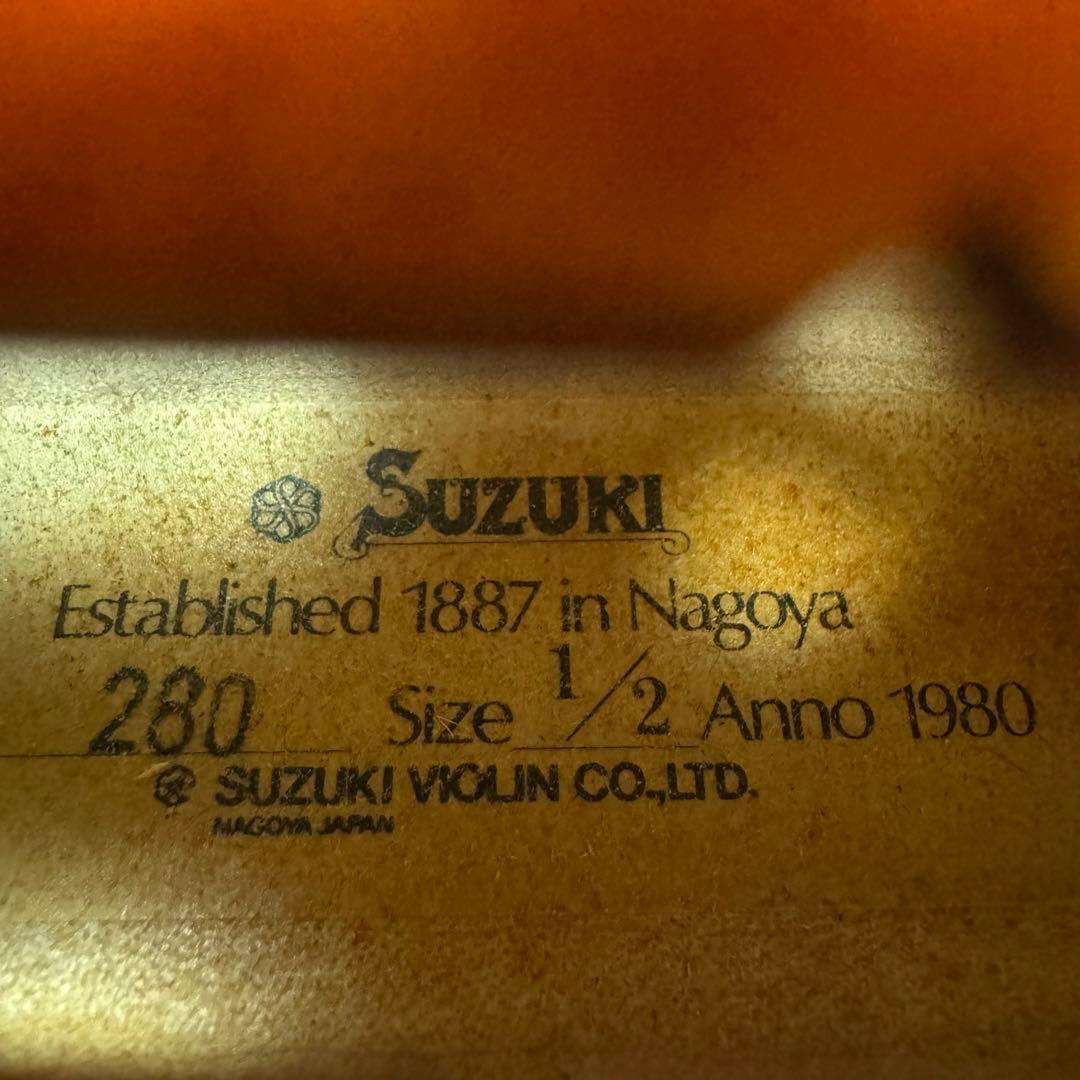 SUZUKI
Established 1887 in Nagoya
280 Size 1/2 Anno 1980
SUZUKI VIOLIN CO.,LTD.
NAGOYA JAPAN